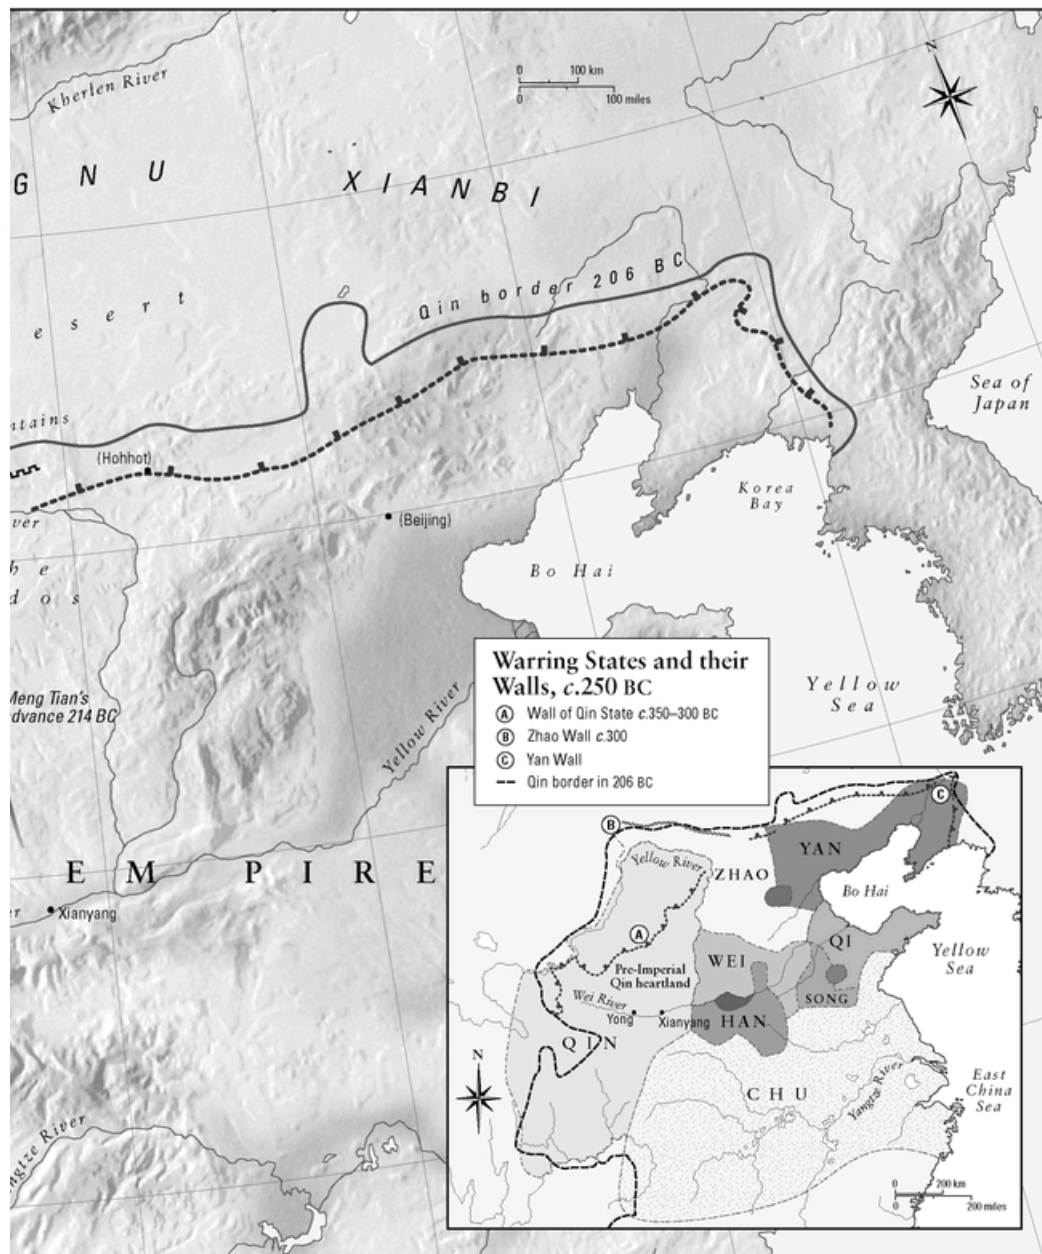 Kherlen River
0 100 km
0 100 miles
N
G N U
X I A N B I
Qin border 206 BC
e s e r t
ntains
(Hohhot)
Sea of
Japan
ver
(Beijing)
Korea
Bay
h e
d o s
Bo Hai
Meng Tian's
dvance 214 BC
Yellow River
Yellow
Sea
Warring States and their
Walls, c.250 BC
A Wall of Qin State c.350–300 BC
B Zhao Wall c.300
C Yan Wall
Qin border in 206 BC
E M P I R E
er
Xianyang
ngtze River
C
B
YAN
Yellow River
ZHAO
Bo Hai
A
QI
WEI
Yellow
Sea
Pre-Imperial
Qin heartland
Wei River
SONG
Yong
Xianyang
HAN
QIN
N
CHU
Yangtze River
East
China
Sea
0 200 km
0 200 miles